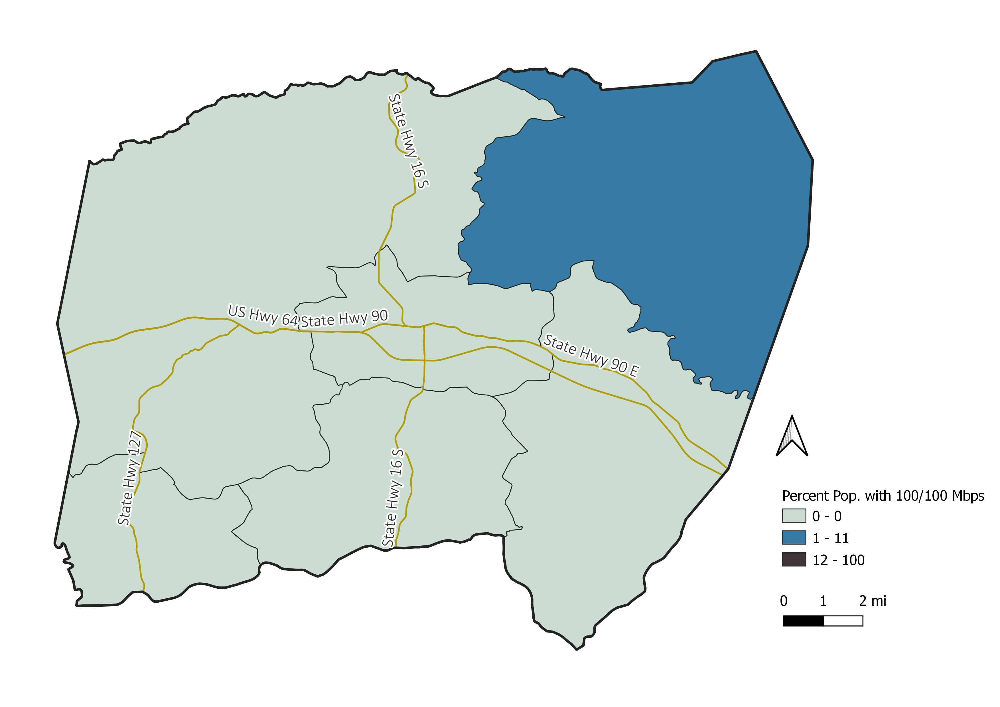 State Hwy 16 S
US Hwy 64
State Hwy 90
State Hwy 90 E
State Hwy 127
State Hwy 16 S
Percent Pop. with 100/100 Mbps
0 - 0
1 - 11
12 - 100
0 1 2 mi